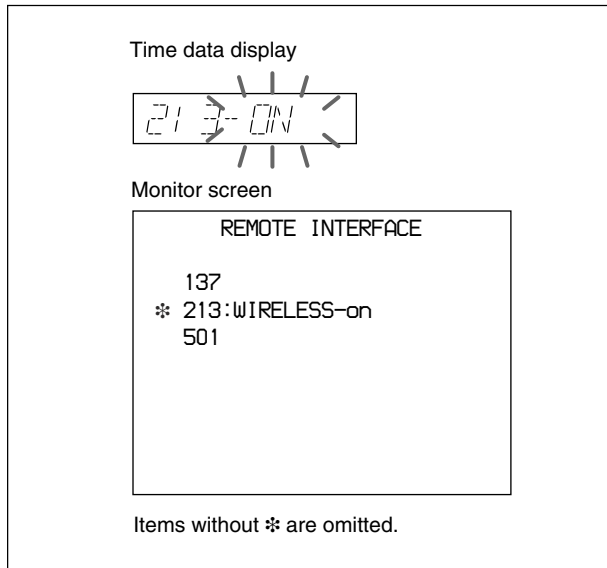 Time data display
213-ON
Monitor screen
REMOTE INTERFACE
137
✻ 213:WIRELESS-on
501
Items without ✻ are omitted.